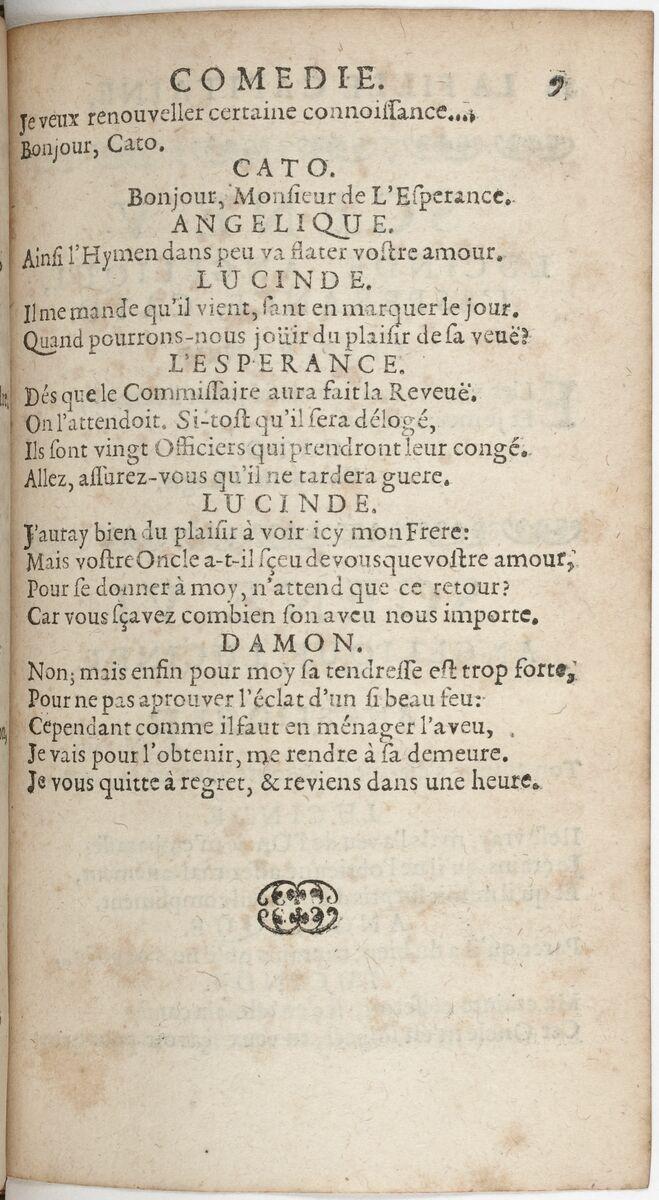 COMEDIE. 9
Je veux renouveller certaine connoiſſance...;
Bonjour, Cato.
CATO.
Bonjour, Monſieur de L'Eſperance.
ANGELIQUE.
Ainſi l'Hymen dans peu va flater voſtre amour.
LUCINDE.
Il me mande qu'il vient, ſant en marquer le jour.
Quand pourrons-nous joüir du plaiſir de ſa veuë?
L'ESPERANCE.
Dés que le Commiſſaire aura fait la Reveuë.
On l'attendoit. Si-toſt qu'il ſera délogé,
Ils ſont vingt Officiers qui prendront leur congé.
Allez, aſſurez-vous qu'il ne tardera guere.
LUCINDE.
J'auray bien du plaiſir à voir icy mon Frere:
Mais voſtre Oncle a-t-il ſçeu de vous que voſtre amour,
Pour ſe donner à moy, n'attend que ce retour?
Car vous ſçavez combien ſon aveu nous importe.
DAMON.
Non; mais enfin pour moy ſa tendreſſe eſt trop forte,
Pour ne pas aprouver l'éclat d'un ſi beau feu:
Cependant comme il faut en ménager l'aveu,
Je vais pour l'obtenir, me rendre à ſa demeure.
Je vous quitte à regret, & reviens dans une heure.